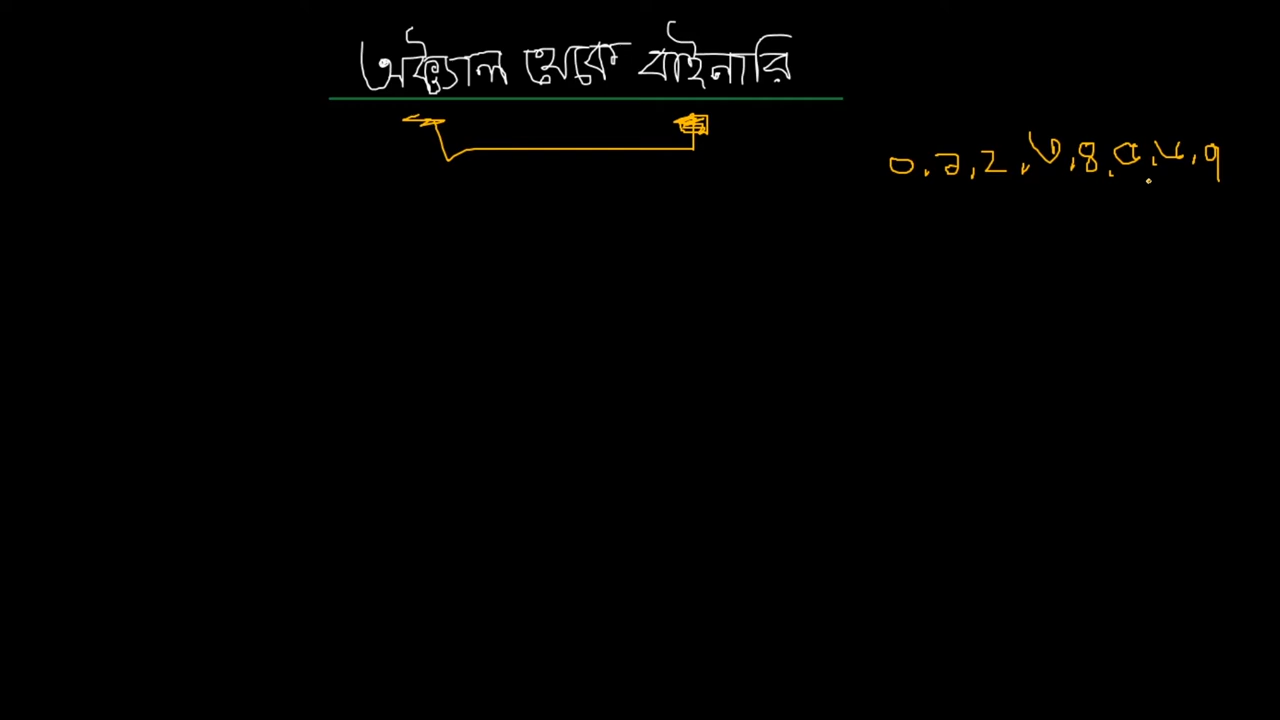 অক্ট্যাল থেকে বাইনারি
০, ১, ২, ৩, ৪, ৫, ৬, ৭